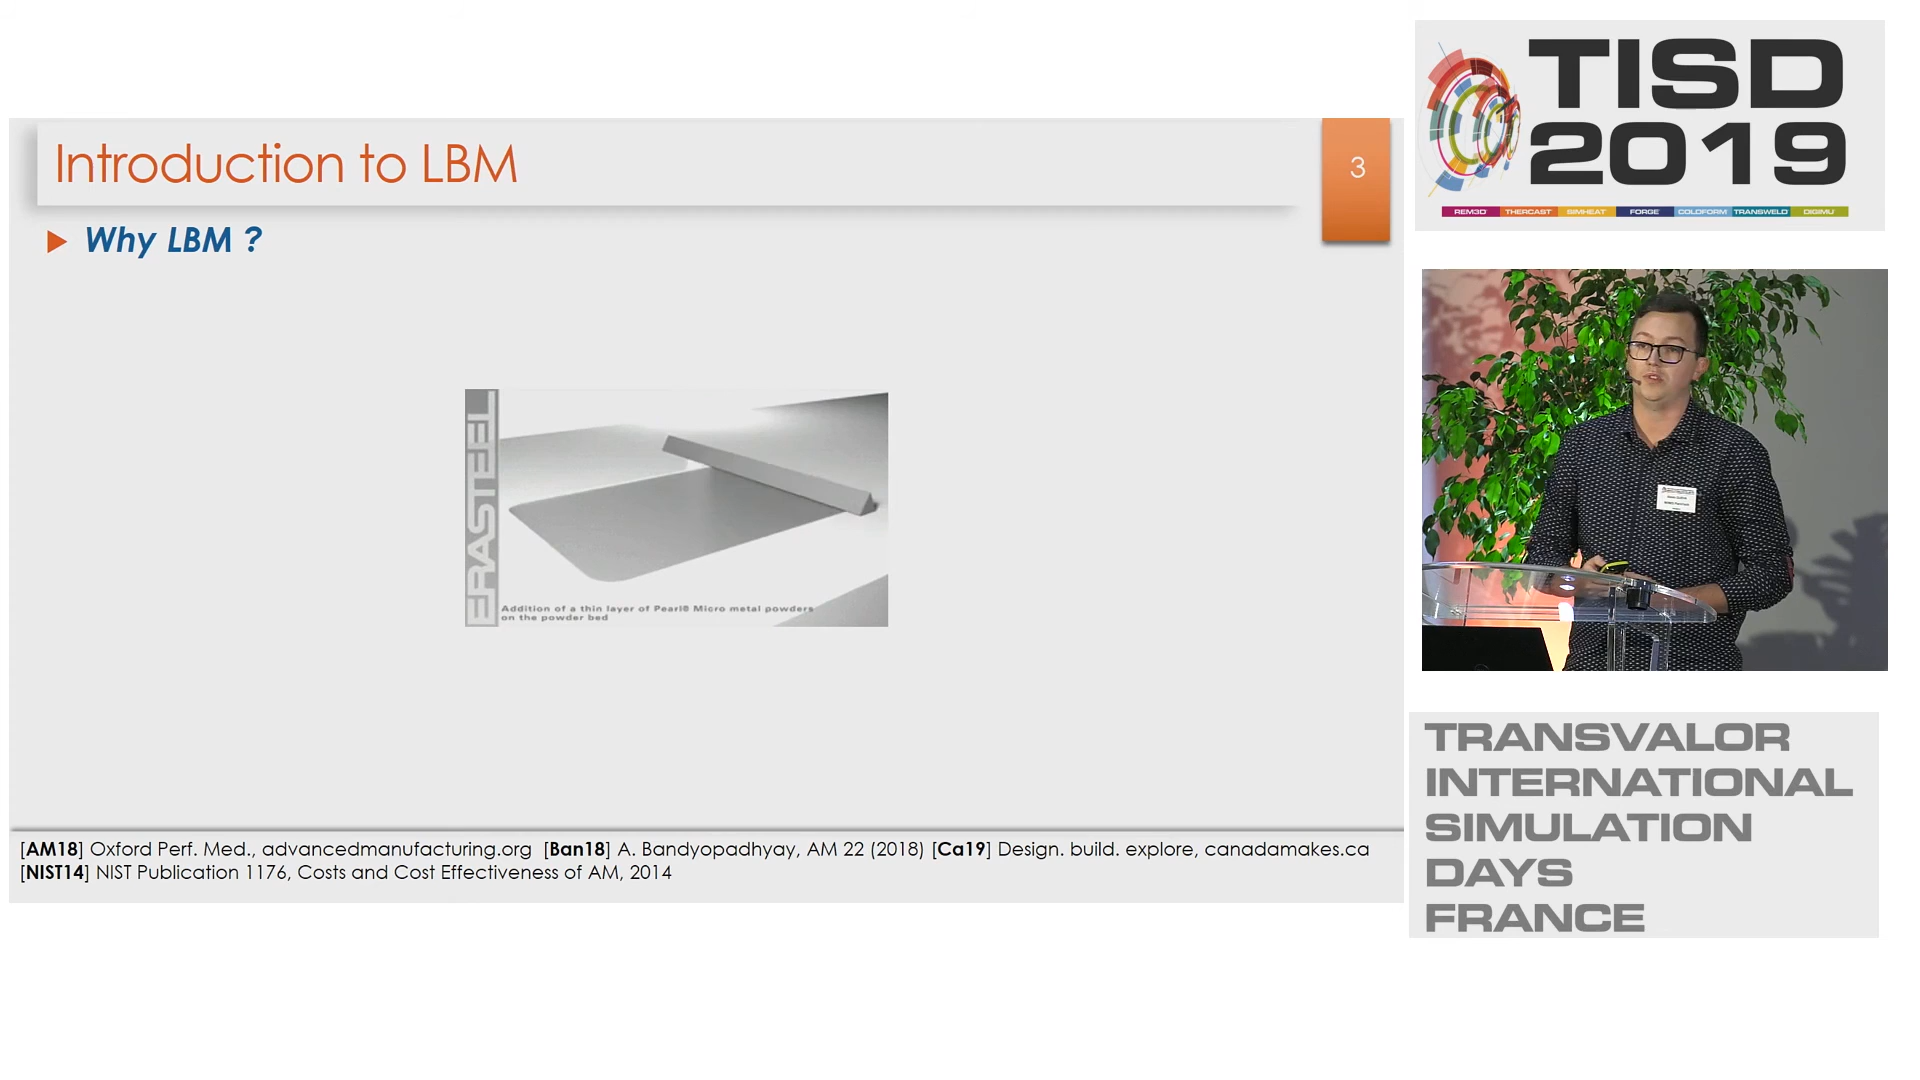 Introduction to LBM
3
Why LBM ?
ERASTEEL
Addition of a thin layer of Pearl® Micro metal powders
on the powder bed
[AM18] Oxford Perf. Med., advancedmanufacturing.org [Ban18] A. Bandyopadhyay, AM 22 (2018) [Ca19] Design. build. explore, canadamakes.ca
[NIST14] NIST Publication 1176, Costs and Cost Effectiveness of AM, 2014
TISD
2019
REM3D THERCAST SIMHEAT FORGE COLDFORM TRANSWELD DIGIMU
TRANSVALOR
INTERNATIONAL
SIMULATION
DAYS
FRANCE